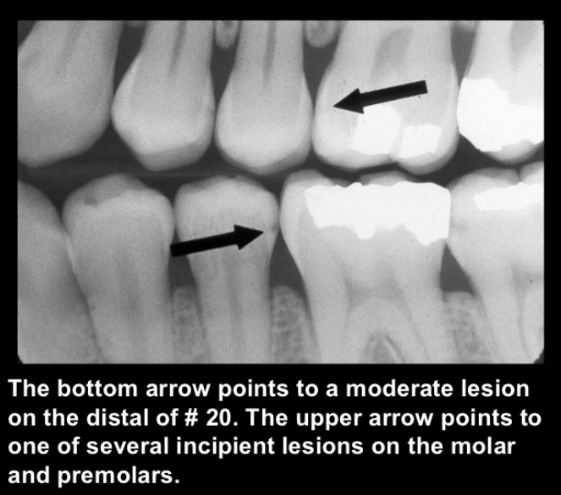 The bottom arrow points to a moderate lesion
on the distal of # 20. The upper arrow points to
one of several incipient lesions on the molar
and premolars.